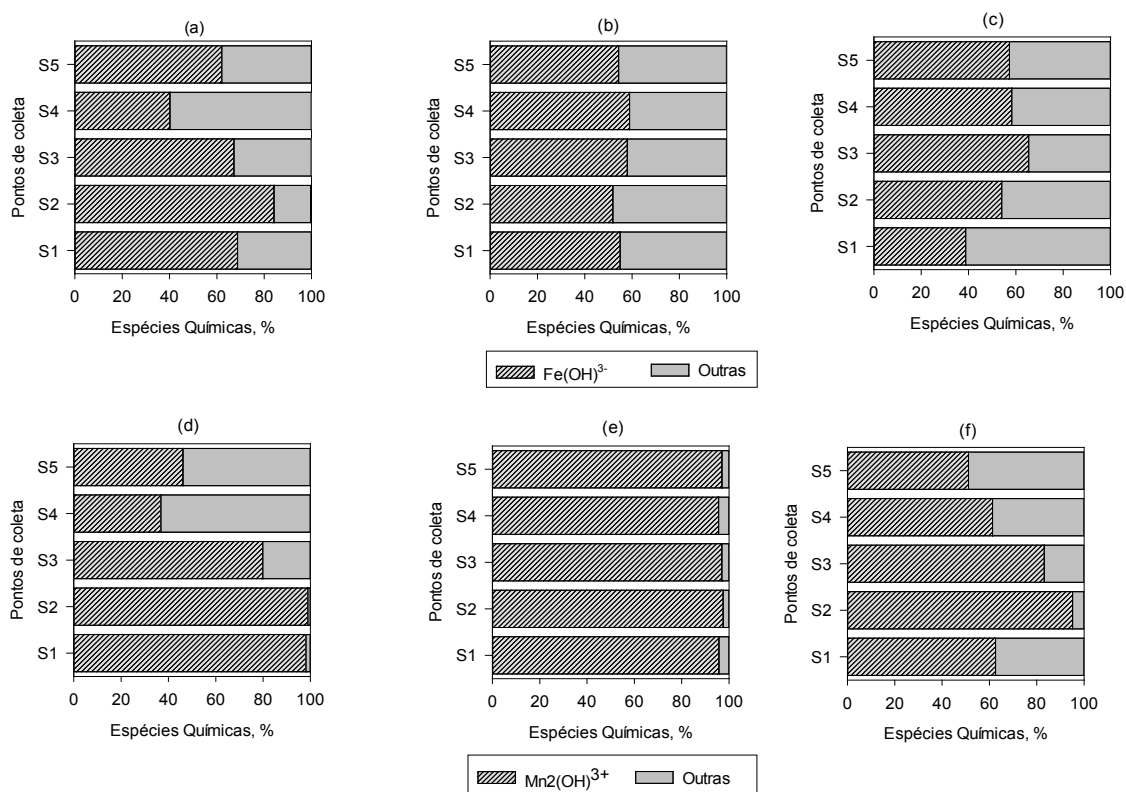 (a)
Pontos de coleta
S5
S4
S3
S2
S1
0 20 40 60 80 100
Espécies Químicas, %
(b)
Pontos de coleta
S5
S4
S3
S2
S1
0 20 40 60 80 100
Espécies Químicas, %
(c)
Pontos de coleta
S5
S4
S3
S2
S1
0 20 40 60 80 100
Espécies Químicas, %
Fe(OH)³⁻ Outras
(d)
Pontos de coleta
S5
S4
S3
S2
S1
0 20 40 60 80 100
Espécies Químicas, %
(e)
Pontos de coleta
S5
S4
S3
S2
S1
0 20 40 60 80 100
Espécies Químicas, %
(f)
Pontos de coleta
S5
S4
S3
S2
S1
0 20 40 60 80 100
Espécies Químicas, %
Mn2(OH)³⁺ Outras